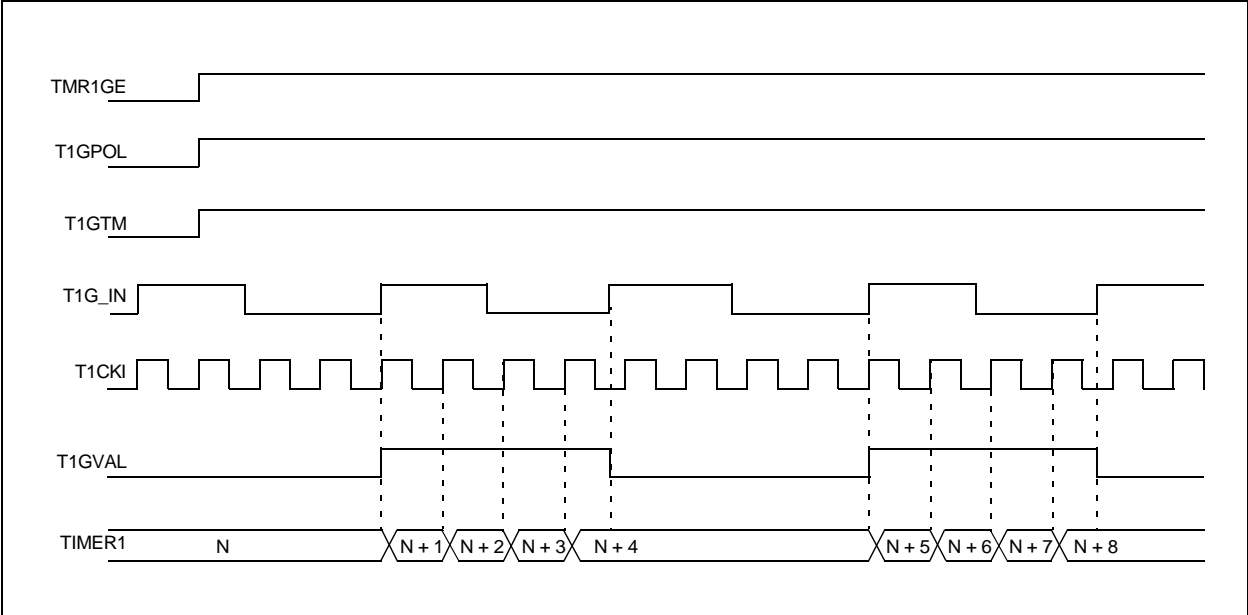 TMR1GE
T1GPOL
T1GTM
T1G_IN
T1CKI
T1GVAL
TIMER1 N N + 1 N + 2 N + 3 N + 4 N + 5 N + 6 N + 7 N + 8